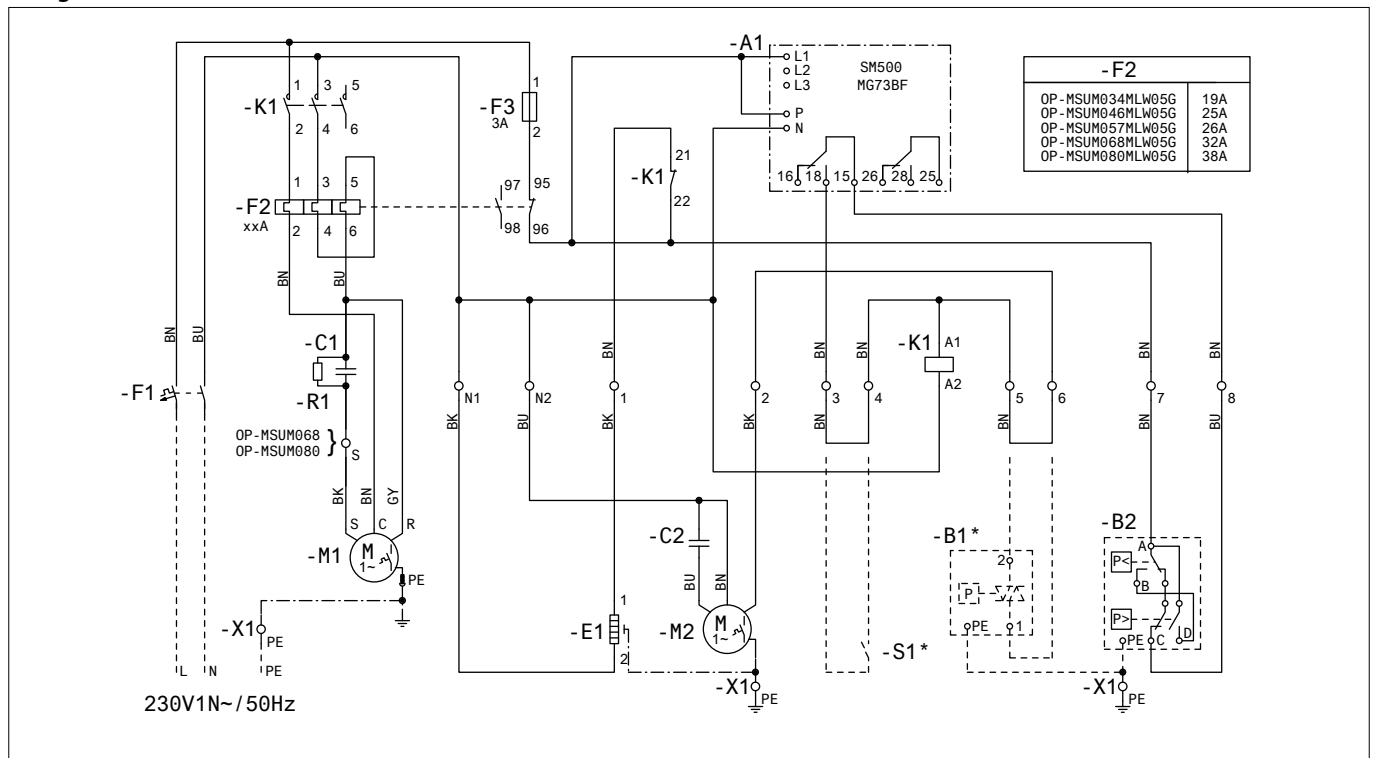 -A1
L1
L2
L3
P
N
SM500
MG73BF
16 18 15 26 28 25
-F2
OP-MSUM034MLW05G 19A
OP-MSUM046MLW05G 25A
OP-MSUM057MLW05G 26A
OP-MSUM068MLW05G 32A
OP-MSUM080MLW05G 38A
-K1
1 3 5
2 4 6
-F3
3A
1
2
-K1
21
22
-F2
xxA
1 3 5
2 4 6
97 95
98 96
BN
BU
BN
BU
-C1
-R1
-F1
OP-MSUM068
OP-MSUM080
}
S
BK
BN
GY
S C R
-M1
M
1~
PE
-X1
PE
L N PE
230V1N~/50Hz
N1
BK
N2
BU
BN
1
BK
2
BK
BN
3
BN
BN
4
-K1
A1
A2
5
BN
6
BN
7
BN
8
BU
-E1
1
2
-C2
BU
BN
-M2
M
1~
-X1
PE
-S1*
-B1*
2
P
PE
1
-B2
A
P<
B
P>
PE
C
D
-X1
PE